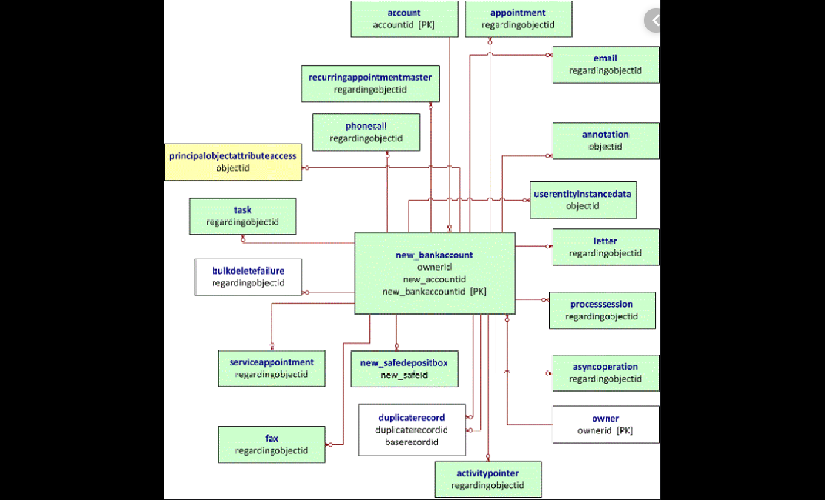 account
accountid [PK]
appointment
regardingobjectid
email
regardingobjectid
recurringappointmentmaster
regardingobjectid
phonecall
regardingobjectid
annotation
objectid
principalobjectattributeaccess
objectid
userentityinstancedata
objectid
task
regardingobjectid
letter
regardingobjectid
new_bankaccount
ownerid
new_accountid
new_bankaccountid [PK]
bulkdeletefailure
regardingobjectid
processsession
regardingobjectid
serviceappointment
regardingobjectid
new_safedepositbox
new_safeid
asyncoperation
regardingobjectid
duplicaterecord
duplicaterecordid
baserecordid
owner
ownerid [PK]
fax
regardingobjectid
activitypointer
regardingobjectid